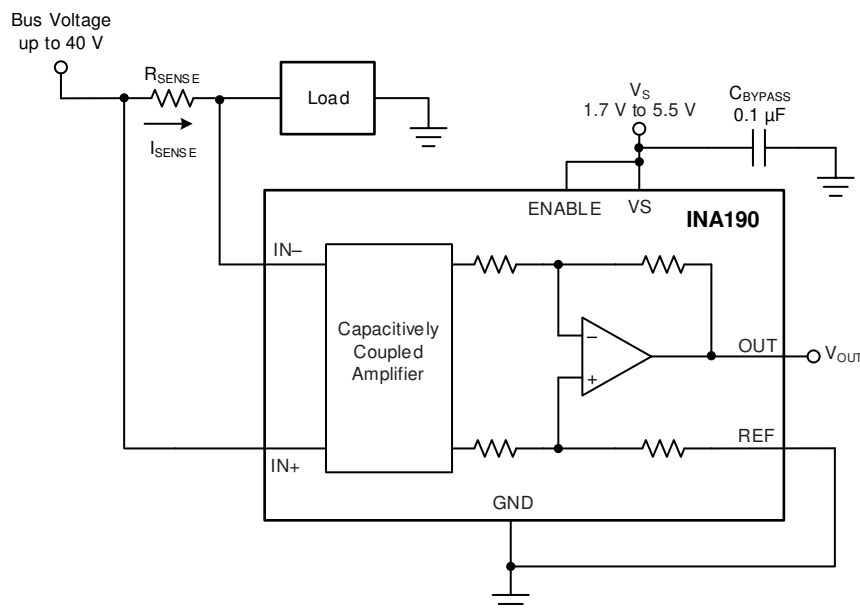 Bus Voltage
up to 40 V
RSENSE
ISENSE
Load
VS
1.7 V to 5.5 V
CBYPASS
0.1 µF
ENABLE
VS
INA190
IN–
Capacitively
Coupled
Amplifier
–
+
OUT
VOUT
REF
IN+
GND